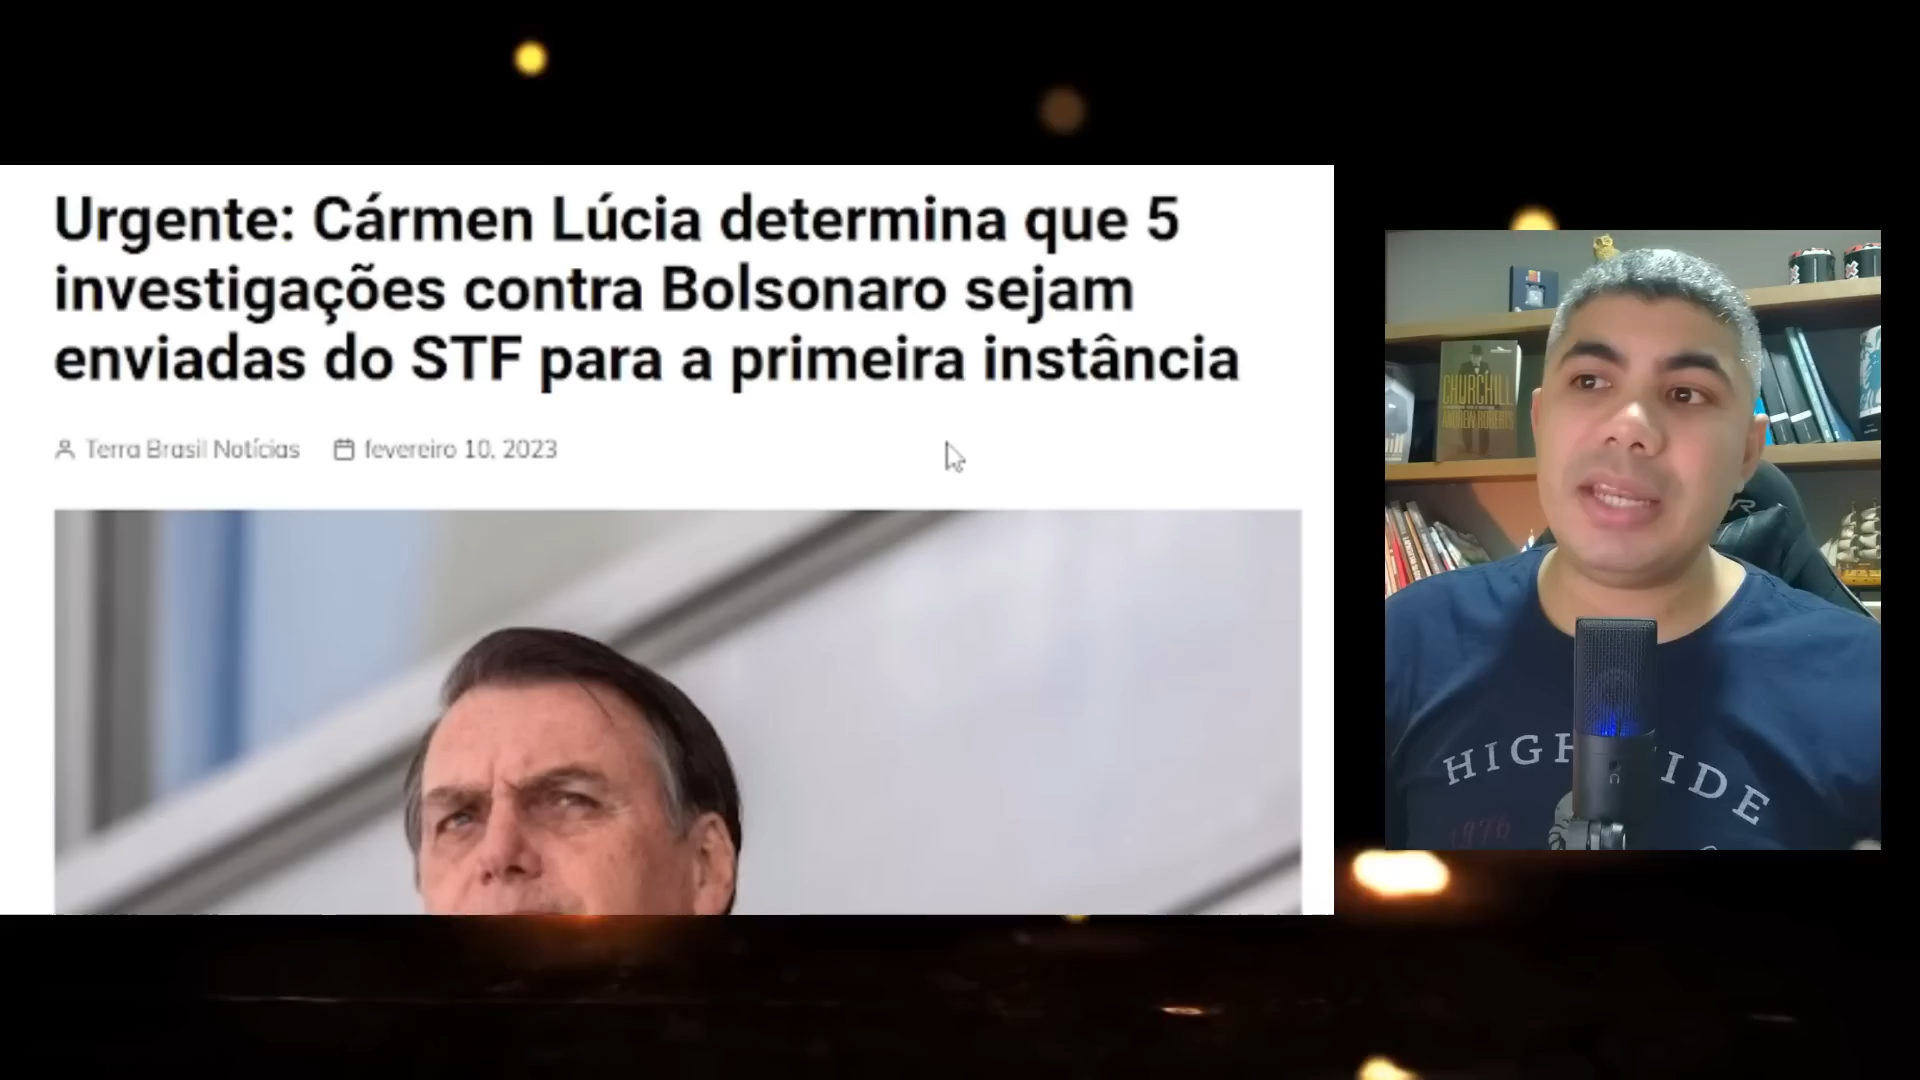 Urgente: Cármen Lúcia determina que 5
investigações contra Bolsonaro sejam
enviadas do STF para a primeira instância
Terra Brasil Notícias fevereiro 10, 2023
CHURCHILL
ANDREW ROBERTS
HIGH IDE
1976